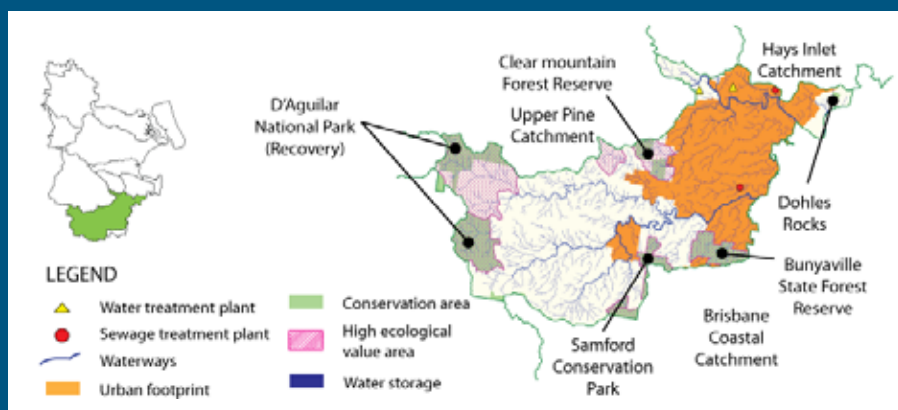 Hays Inlet
Catchment
Clear mountain
Forest Reserve
D'Aguilar
National Park
(Recovery)
Upper Pine
Catchment
Dohles
Rocks
LEGEND
Water treatment plant
Sewage treatment plant
Waterways
Urban footprint
Conservation area
High ecological
value area
Water storage
Samford
Conservation
Park
Brisbane
Coastal
Catchment
Bunyaville
State Forest
Reserve